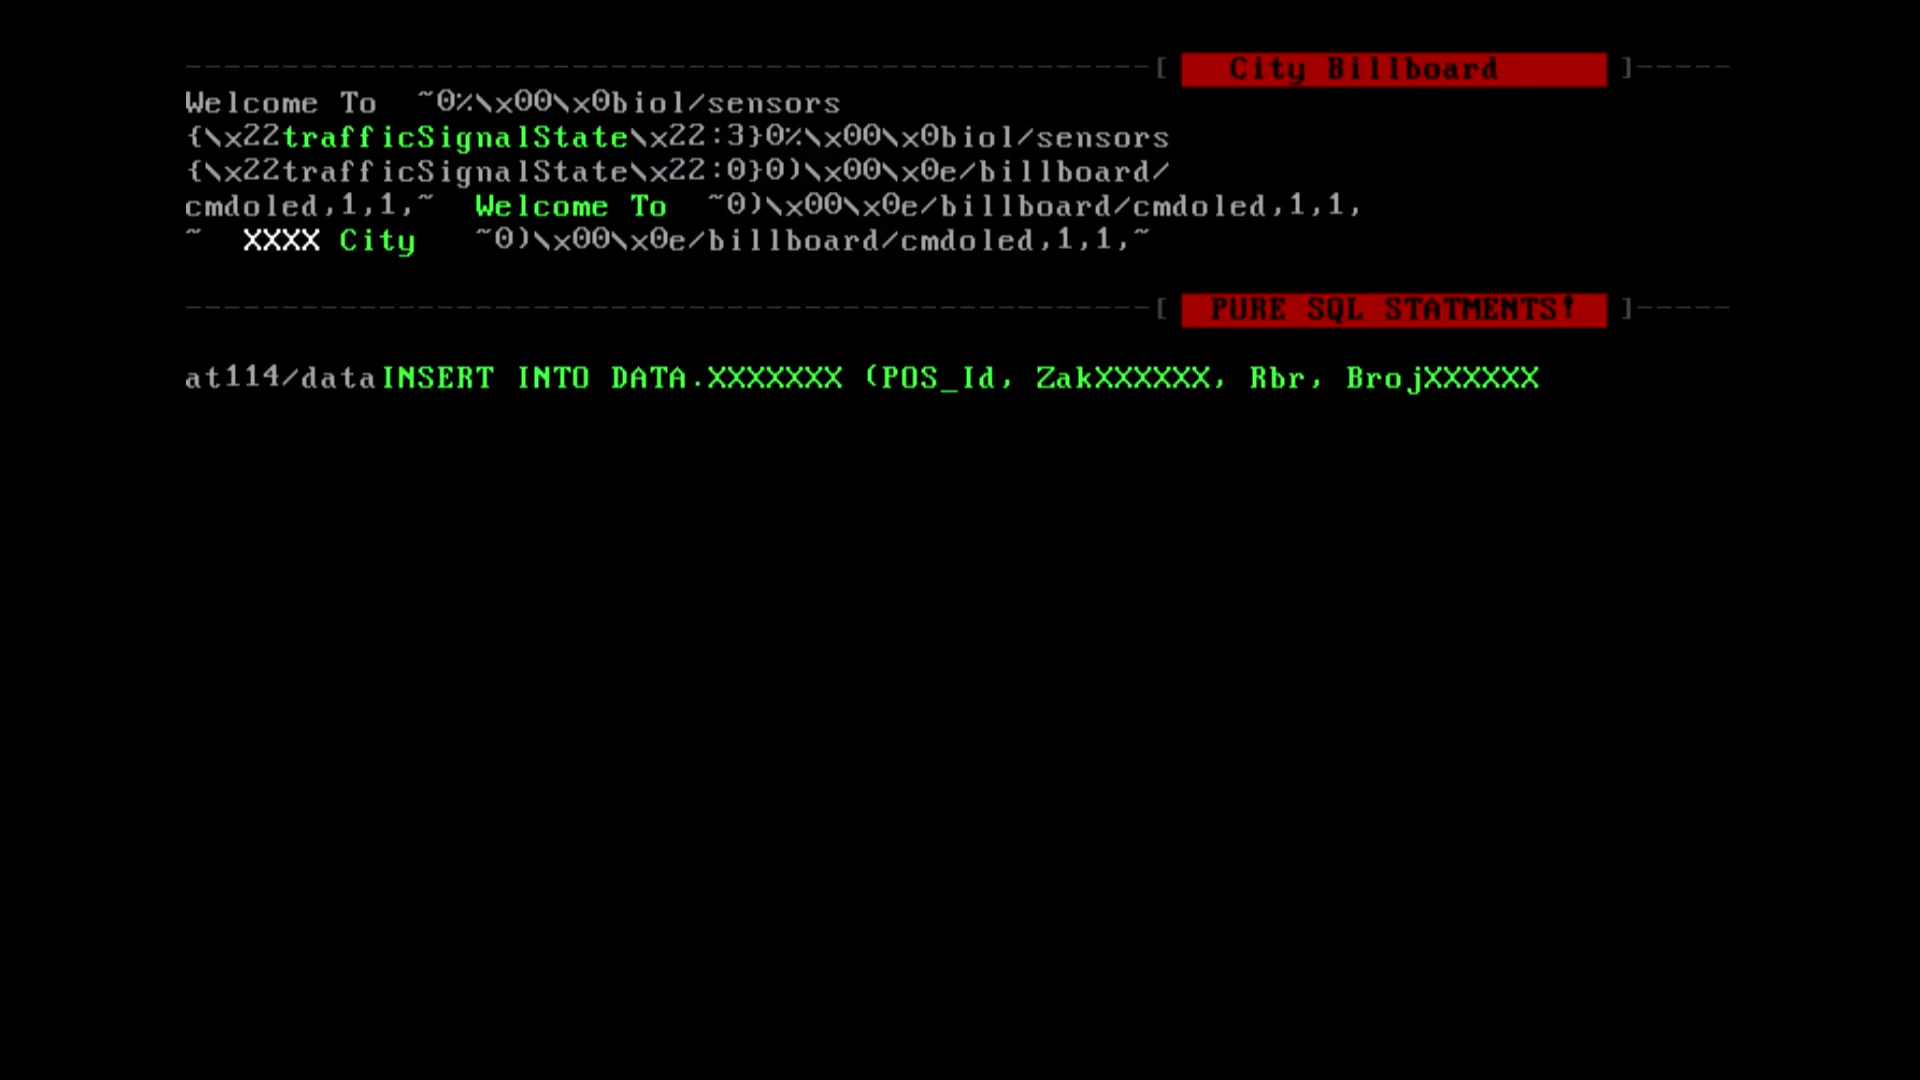 --------------------------------------------------[ City Billboard ]-----
Welcome To  ~0%\x00\x0biol/sensors
{\x22trafficSignalState\x22:3}0%\x00\x0biol/sensors
{\x22trafficSignalState\x22:0}0)\x00\x0e/billboard/
cmdoled,1,1,~  Welcome To  ~0)\x00\x0e/billboard/cmdoled,1,1,
~  XXXX City   ~0)\x00\x0e/billboard/cmdoled,1,1,~
--------------------------------------------------[ PURE SQL STATMENTS! ]-----
at114/dataINSERT INTO DATA.XXXXXXX (POS_Id, ZakXXXXXX, Rbr, BrojXXXXXX